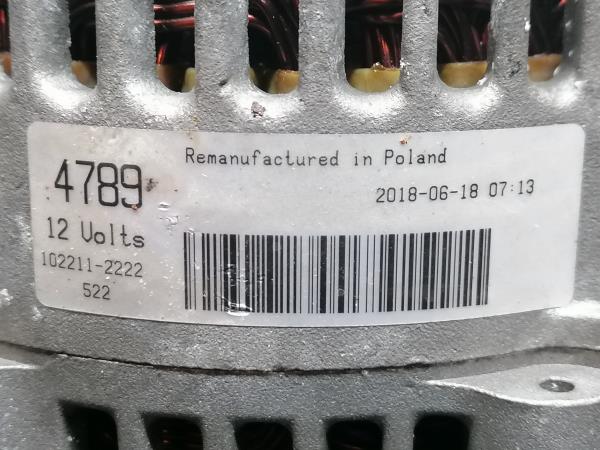 Remanufactured in Poland
4789
2018-06-18 07:13
12 Volts
102211-2222
522